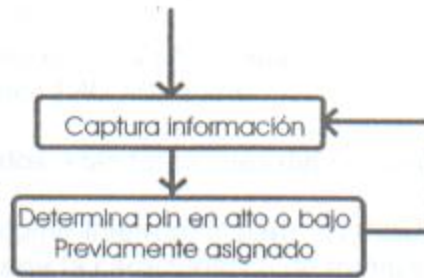 Captura información
Determina pin en alto o bajo
Previamente asignado